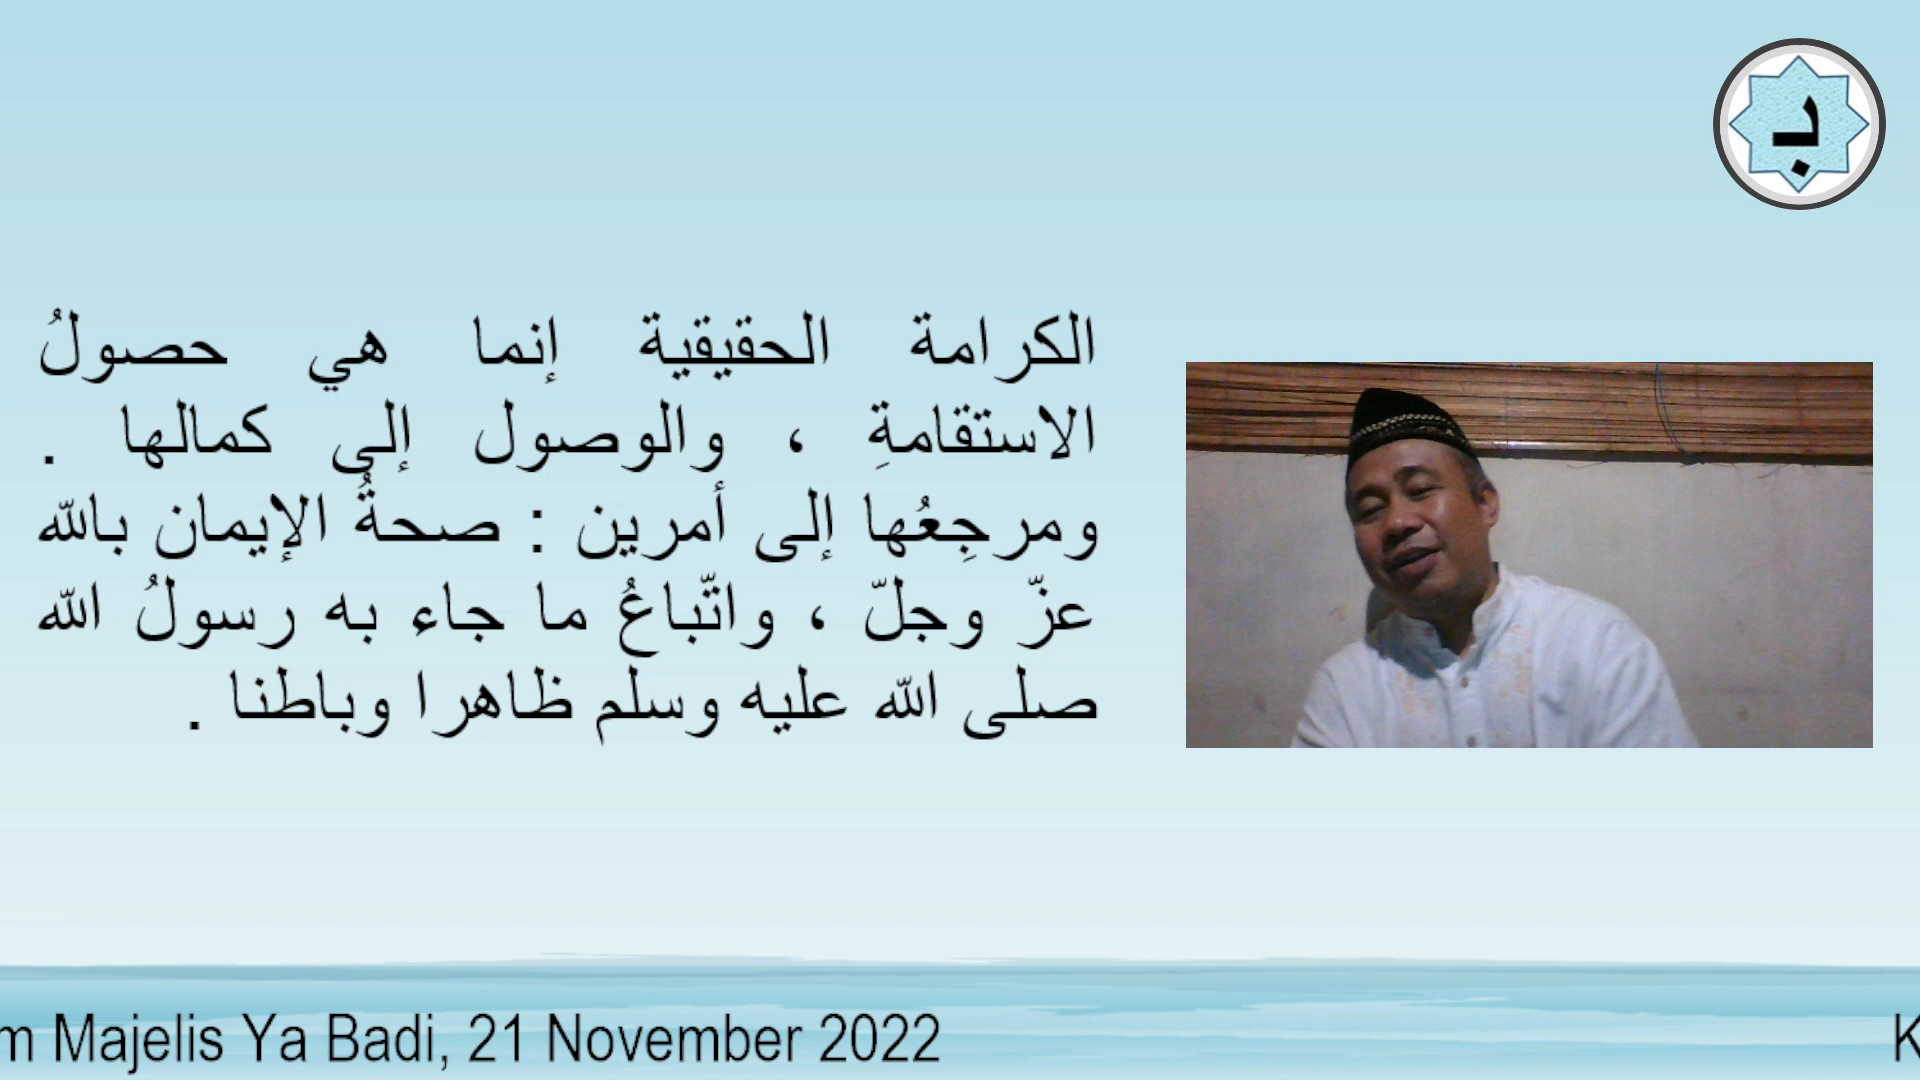 الكرامة الحقيقية إنما هي حصولُ
الاستقامةِ ، والوصول إلى كمالها .
ومرجِعُها إلى أمرين : صحةُ الإيمان بالله
عزّ وجلّ ، واتّباعُ ما جاء به رسولُ الله
صلى الله عليه وسلم ظاهرا وباطنا .
m Majelis Ya Badi, 21 November 2022
K